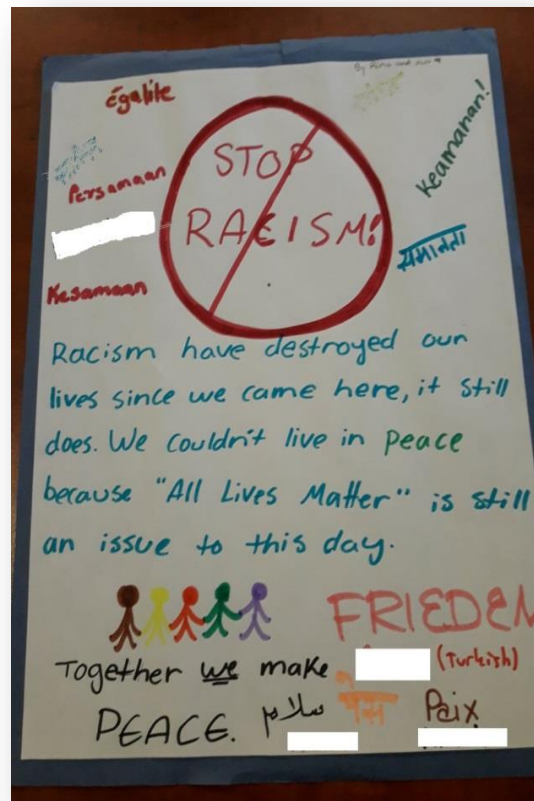 égalité
Keamanan!
Persamaan
STOP
RACISM!
समानता
Kesamaan
Racism have destroyed our
lives since we came here, it still
does. We couldn't live in peace
because "All Lives Matter" is still
an issue to this day.
FRIEDEN
Together we make
(Turkish)
PEACE.
سلام
Paix